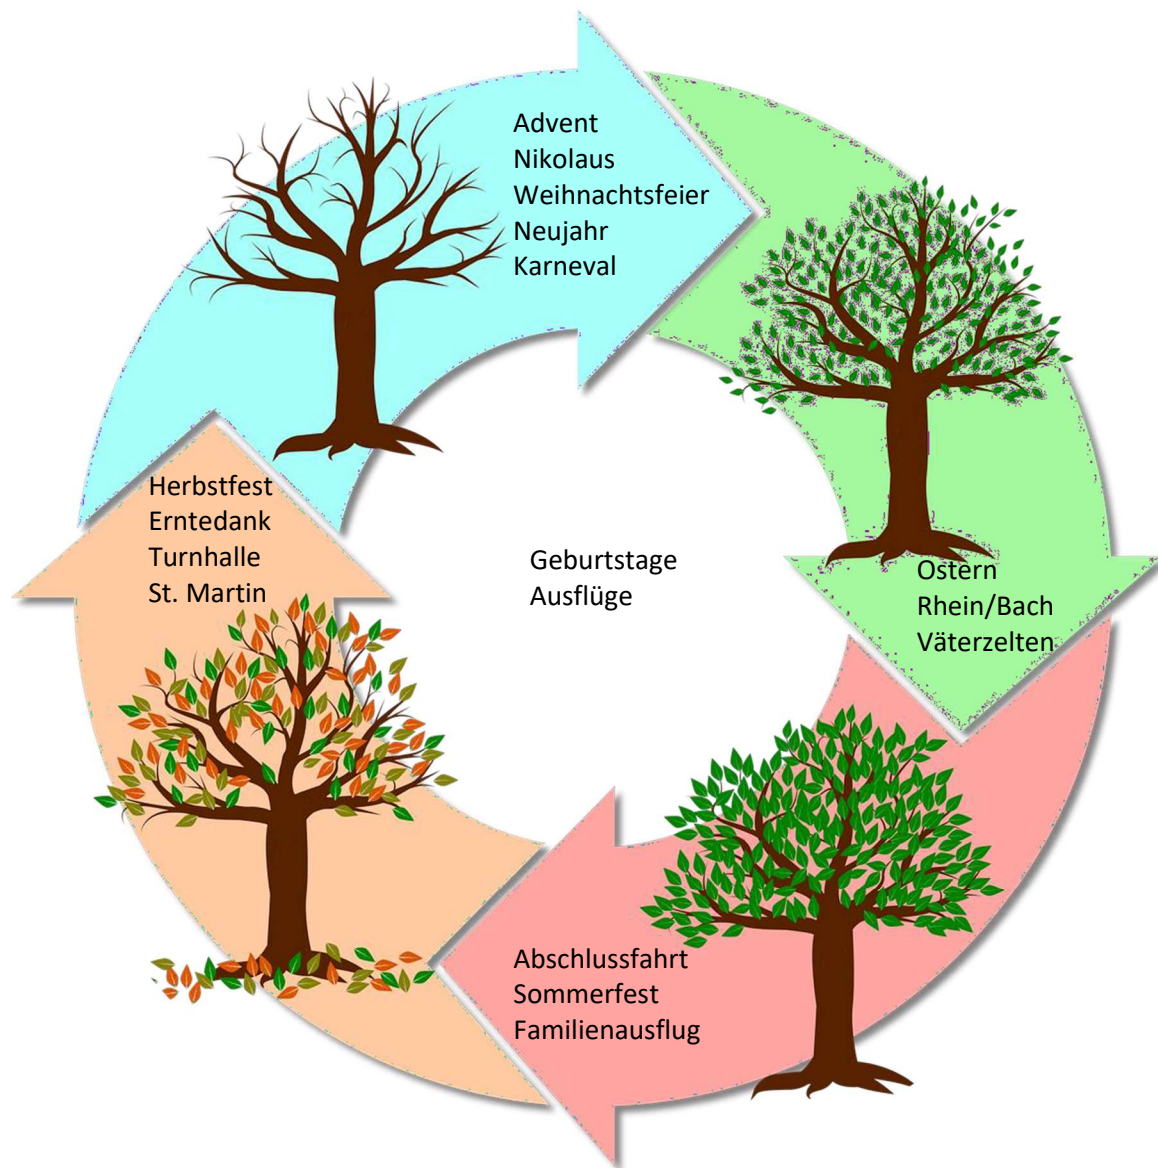 Advent
Nikolaus
Weihnachtsfeier
Neujahr
Karneval
Ostern
Rhein/Bach
Väterzelten
Abschlussfahrt
Sommerfest
Familienausflug
Herbstfest
Erntedank
Turnhalle
St. Martin
Geburtstage
Ausflüge